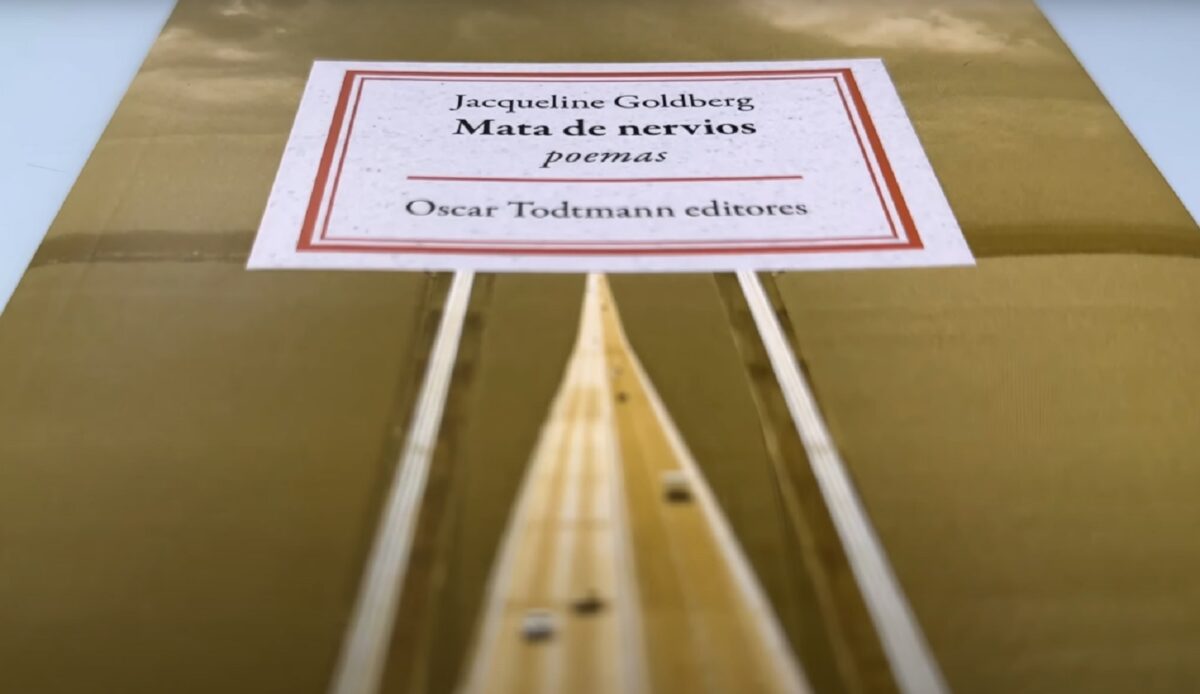 Jacqueline Goldberg
Mata de nervios
poemas
Oscar Todtmann editores